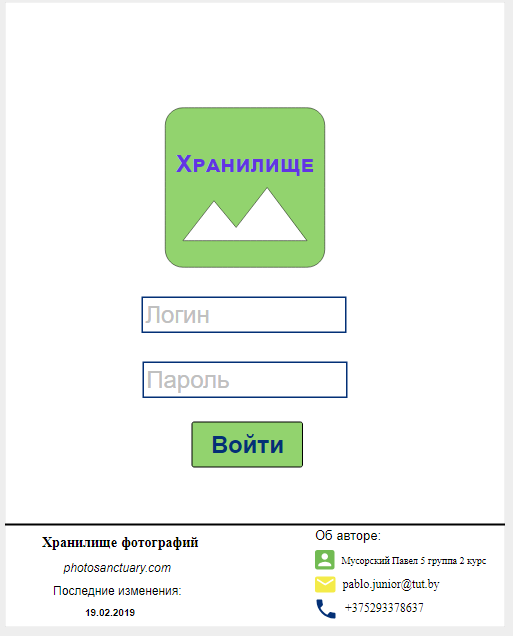 Хранилище
Логин
Пароль
Войти
Хранилище фотографий
photosanctuary.com
Последние изменения:
19.02.2019
Об авторе:
Мусорский Павел 5 группа 2 курс
pablo.junior@tut.by
+375293378637